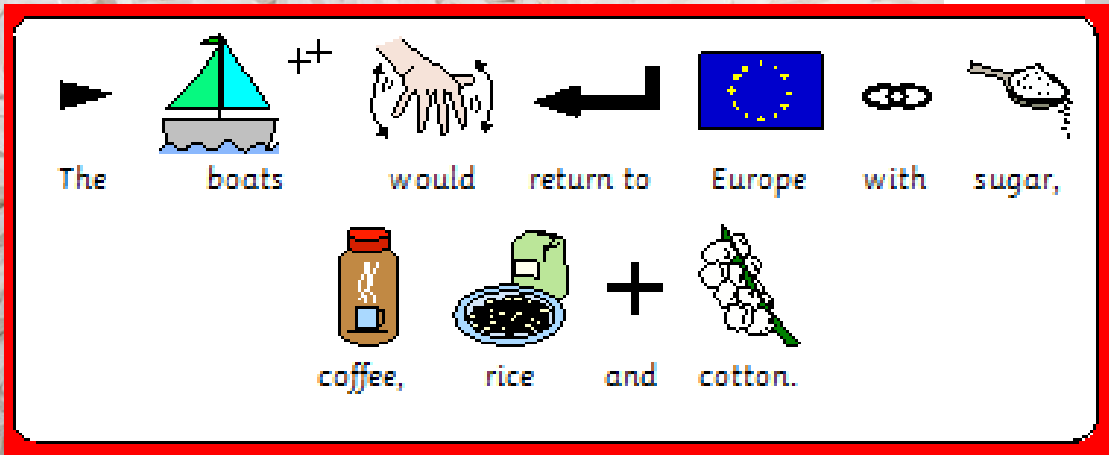 The boats would return to Europe with sugar,
coffee, rice and cotton.